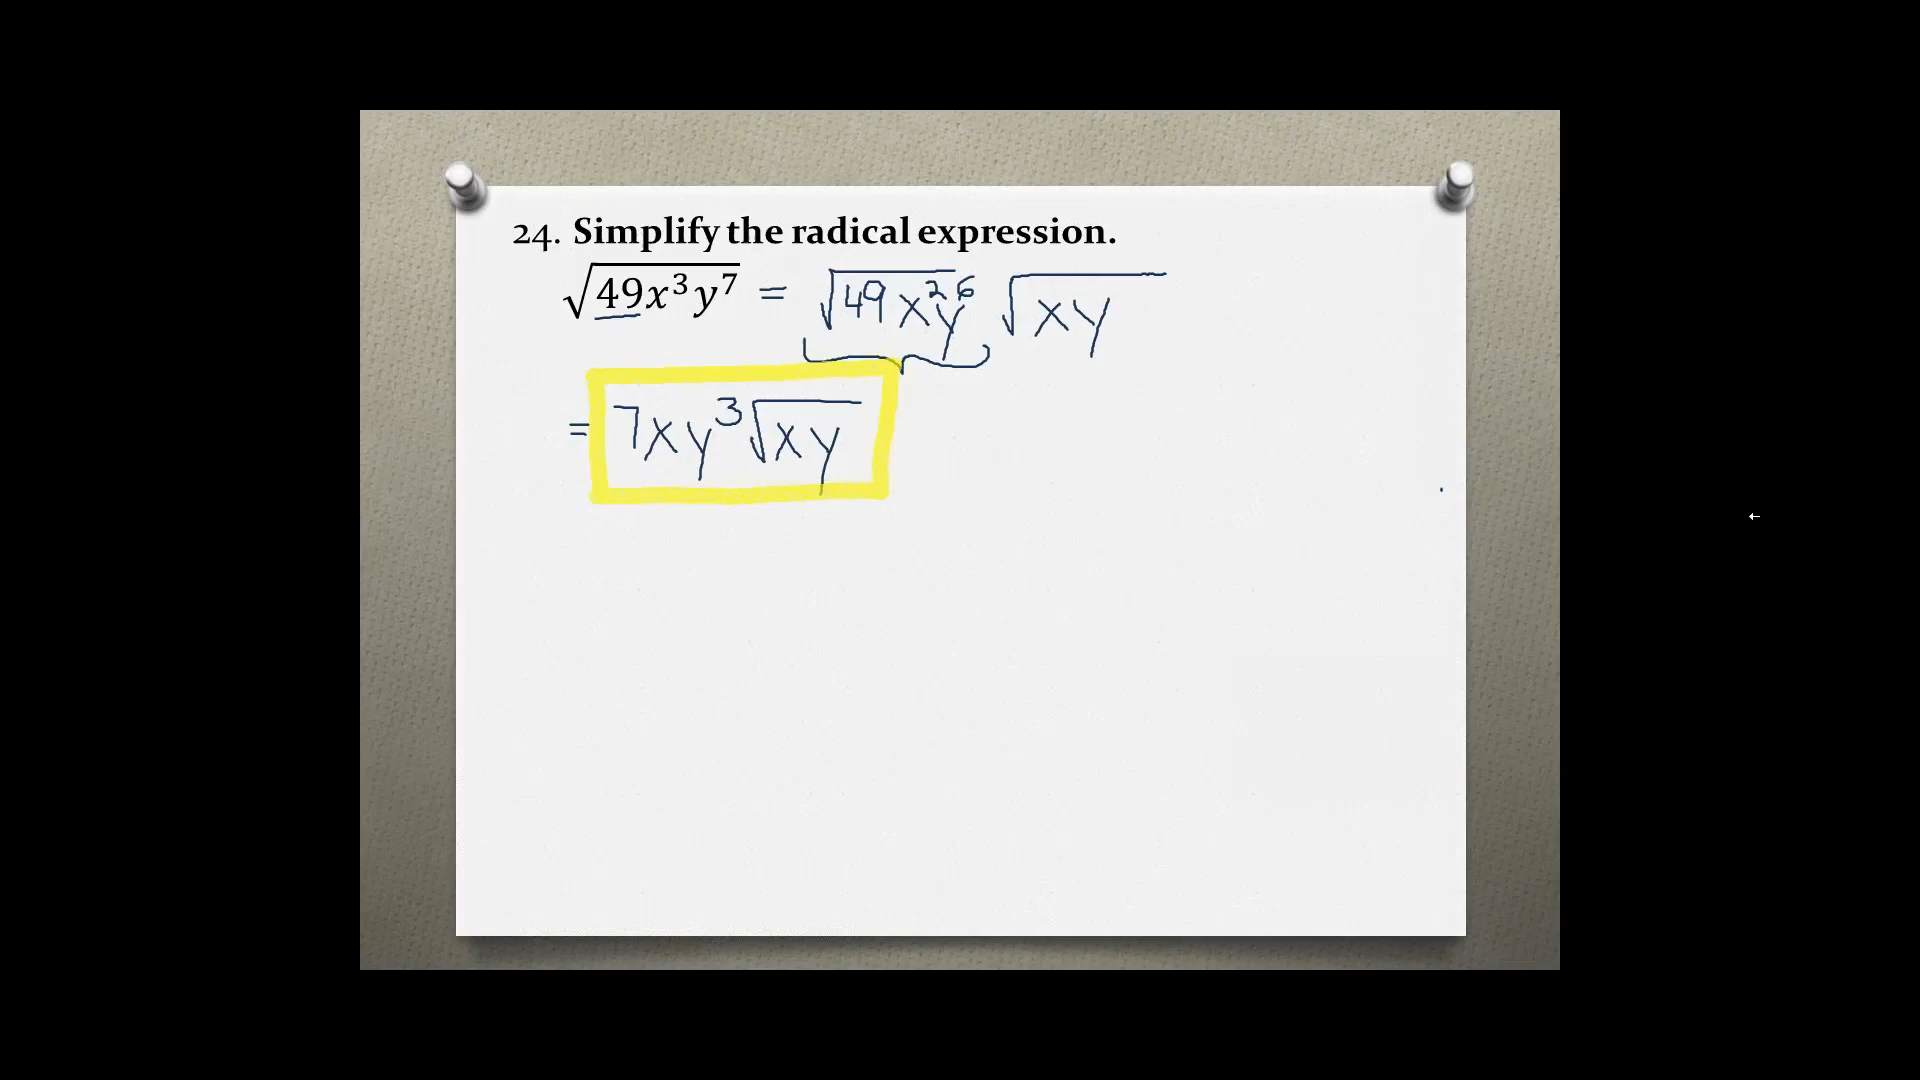 24. Simplify the radical expression.
√49x³y⁷ = √49x²y⁶ √xy
= 7xy³√xy